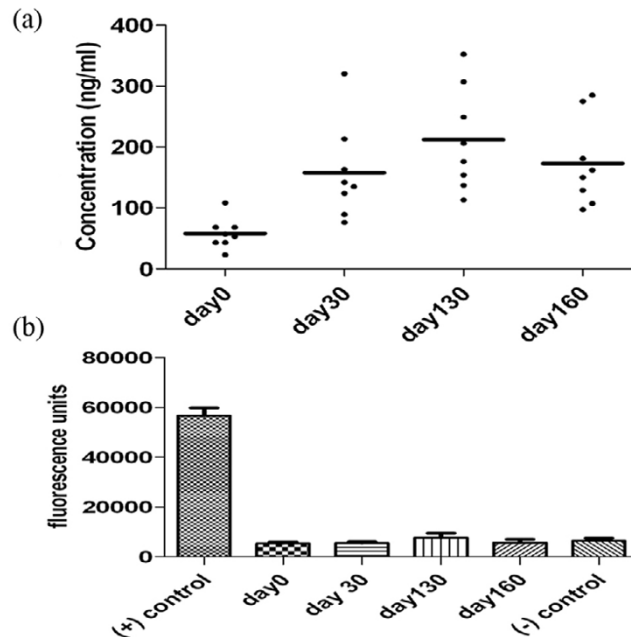 (a)
Concentration (ng/ml)
400
300
200
100
0
day0
day30
day130
day160
(b)
fluorescence units
80000
60000
40000
20000
0
(+) control
day0
day 30
day130
day160
(-) control